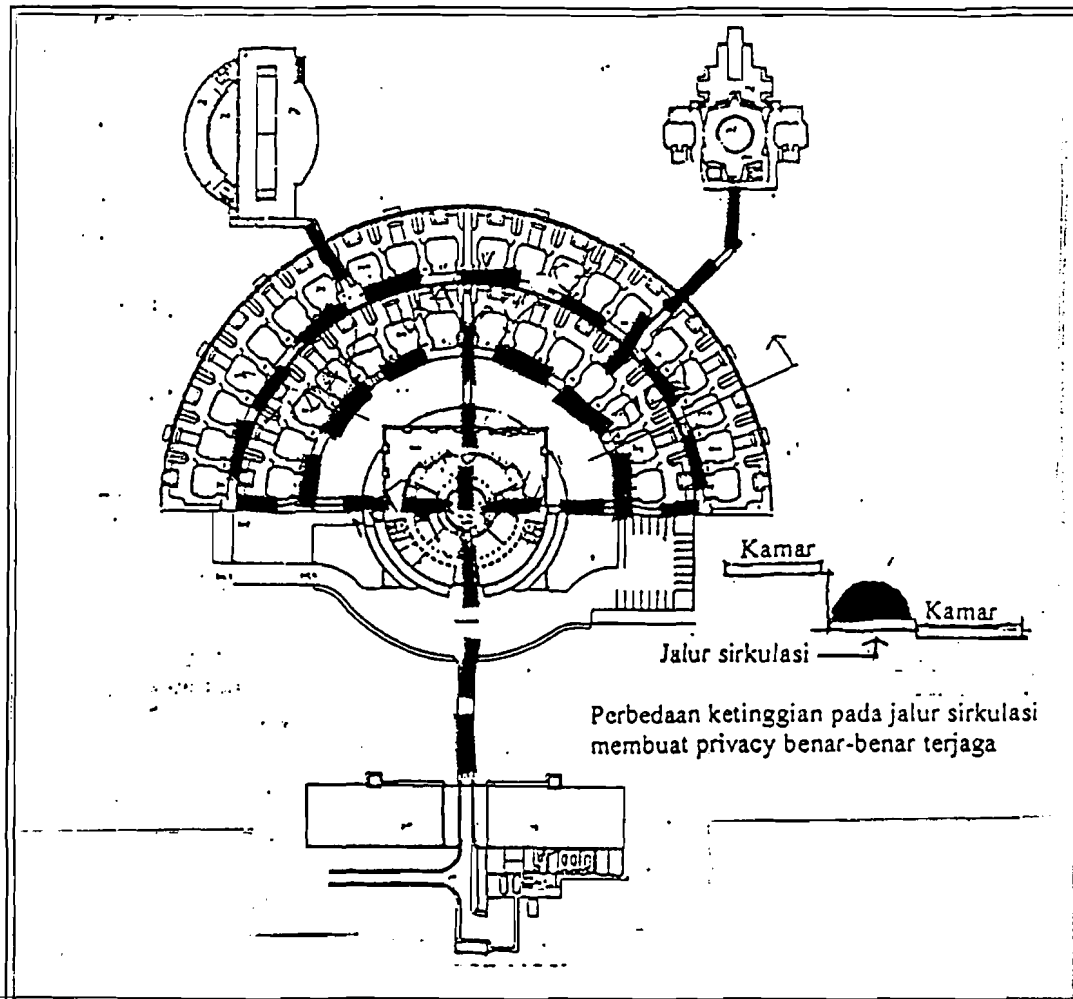 Kamar
Kamar
Jalur sirkulasi
Perbedaan ketinggian pada jalur sirkulasi
membuat privacy benar-benar terjaga